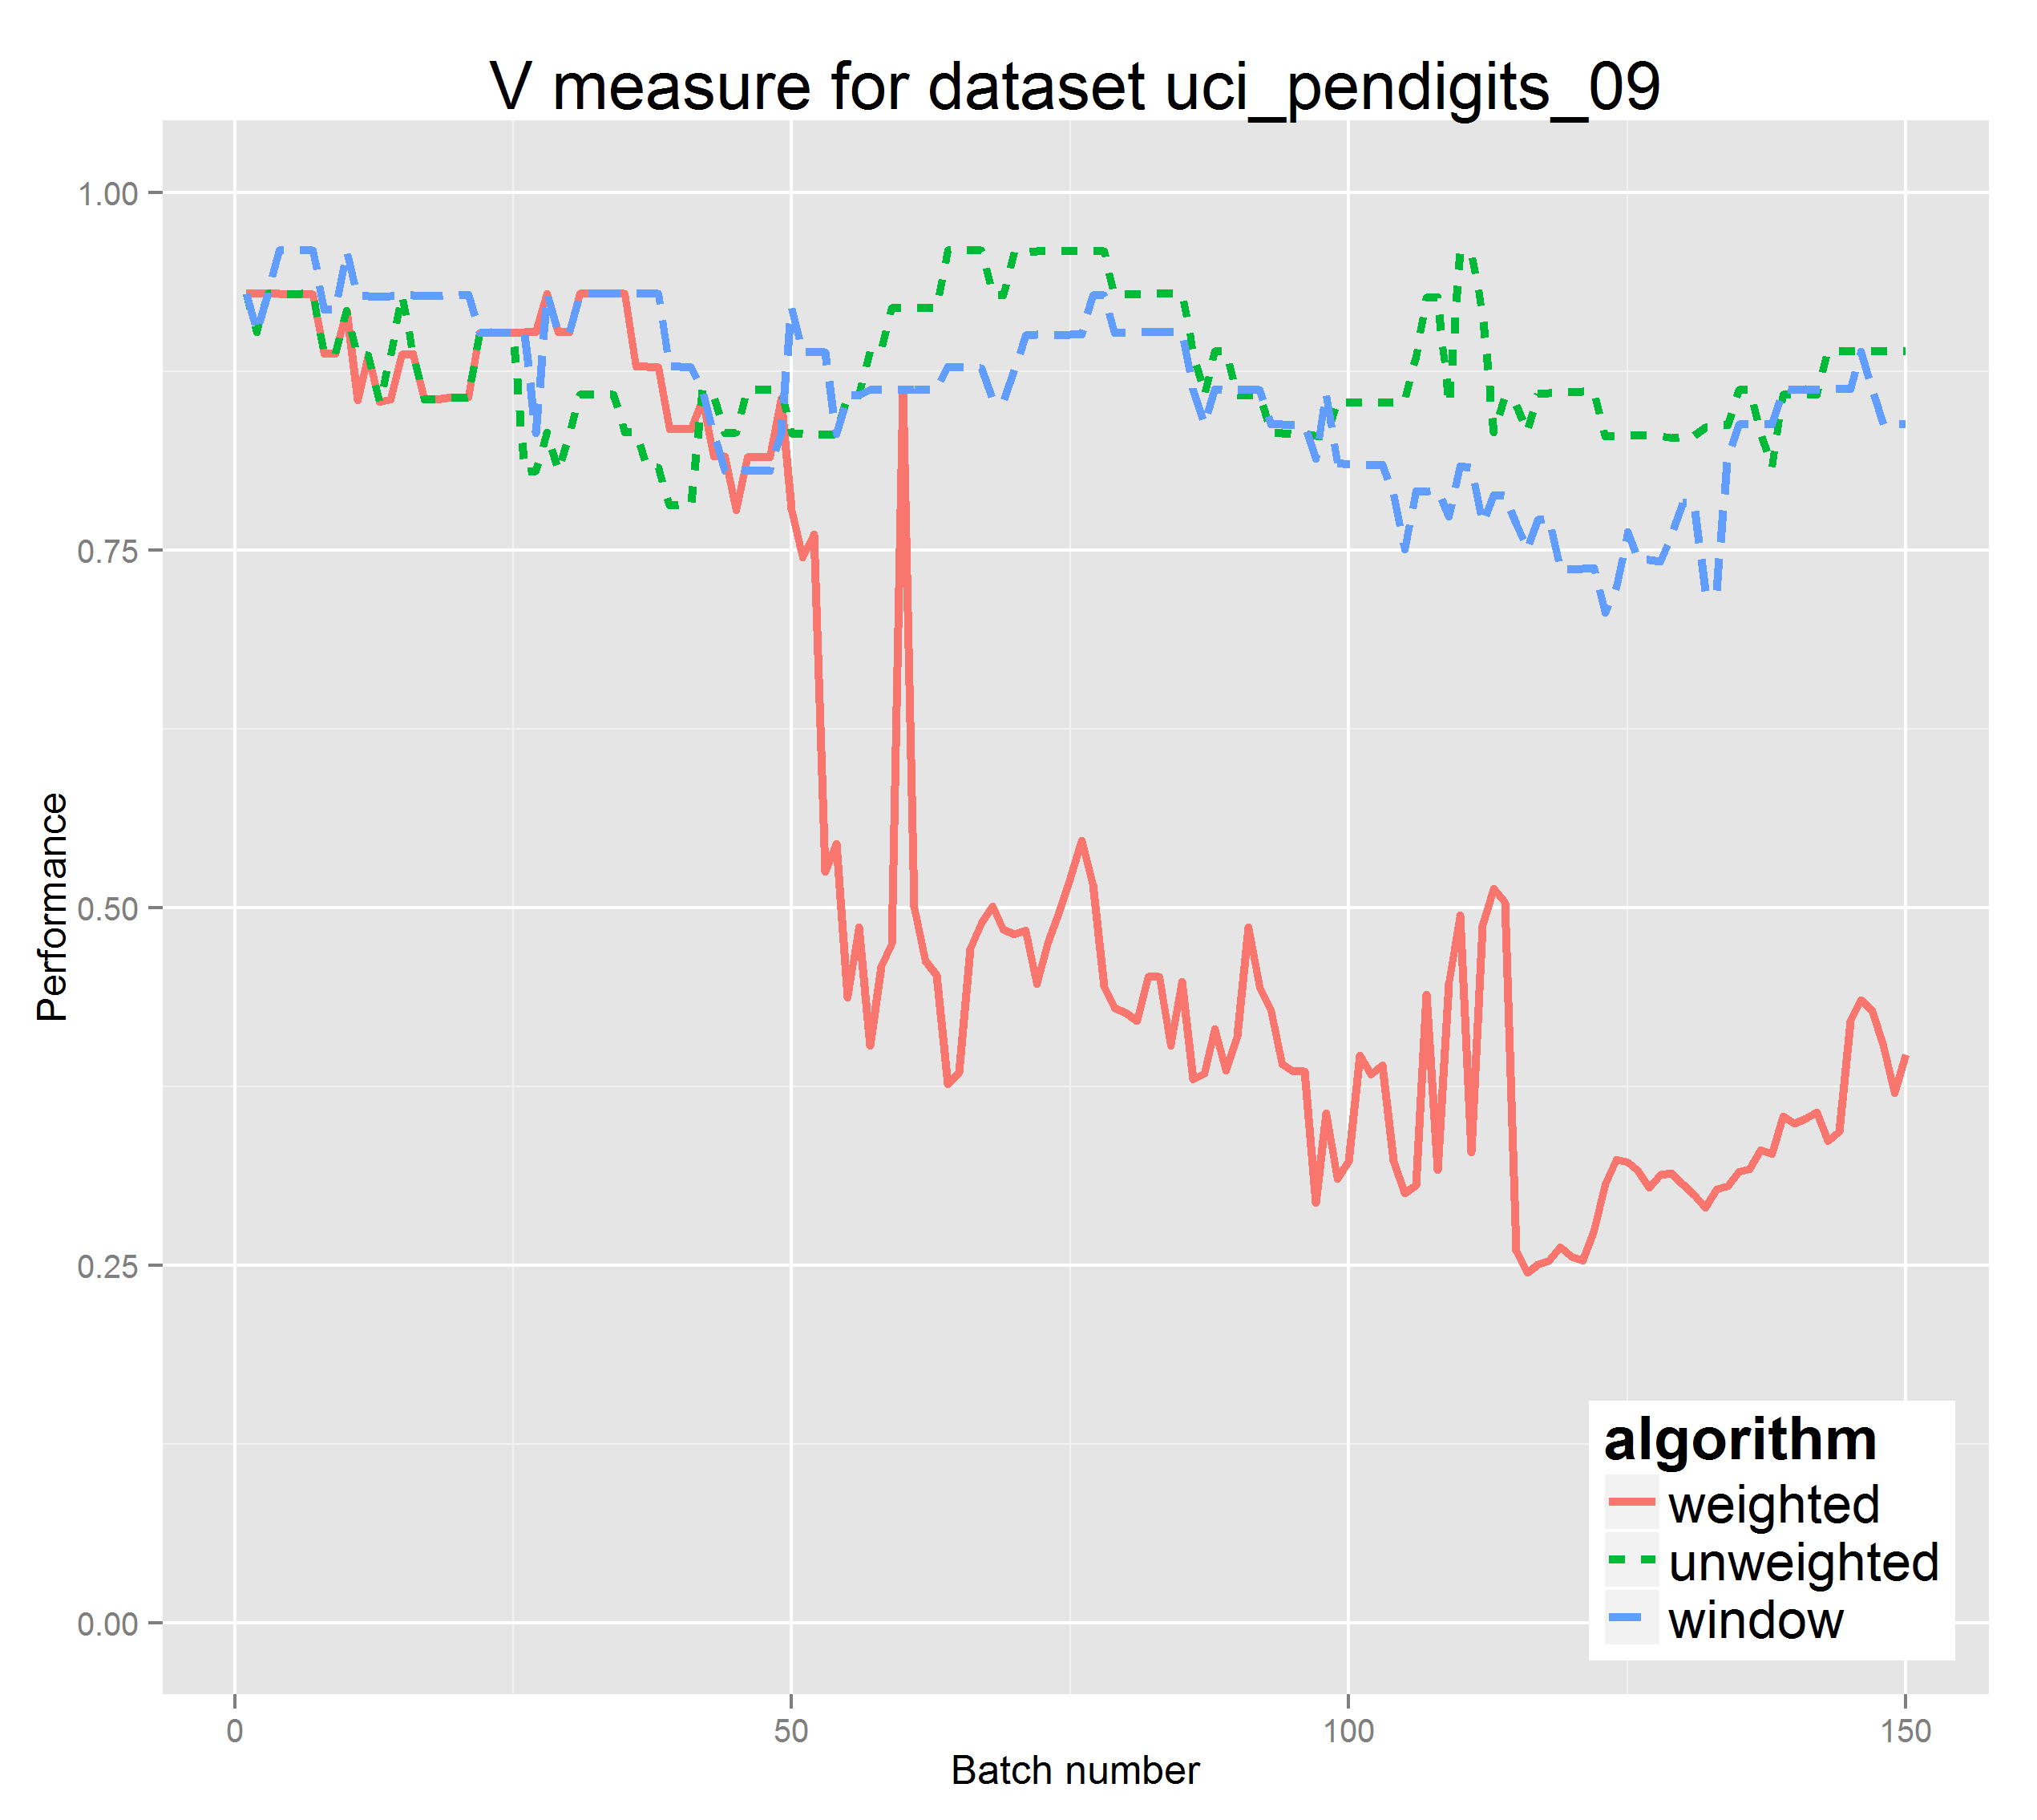 V measure for dataset uci_pendigits_09
1.00
0.75
0.50
0.25
0.00
Performance
0
50
100
150
Batch number
algorithm
weighted
unweighted
window